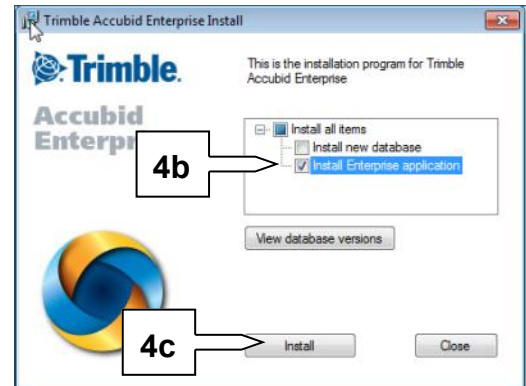 Trimble Accubid Enterprise Install
Trimble.
This is the installation program for Trimble
Accubid Enterprise
Accubid
Install all items
Install new database
4b
Install Enterprise application
View database versions
4c
Install
Close